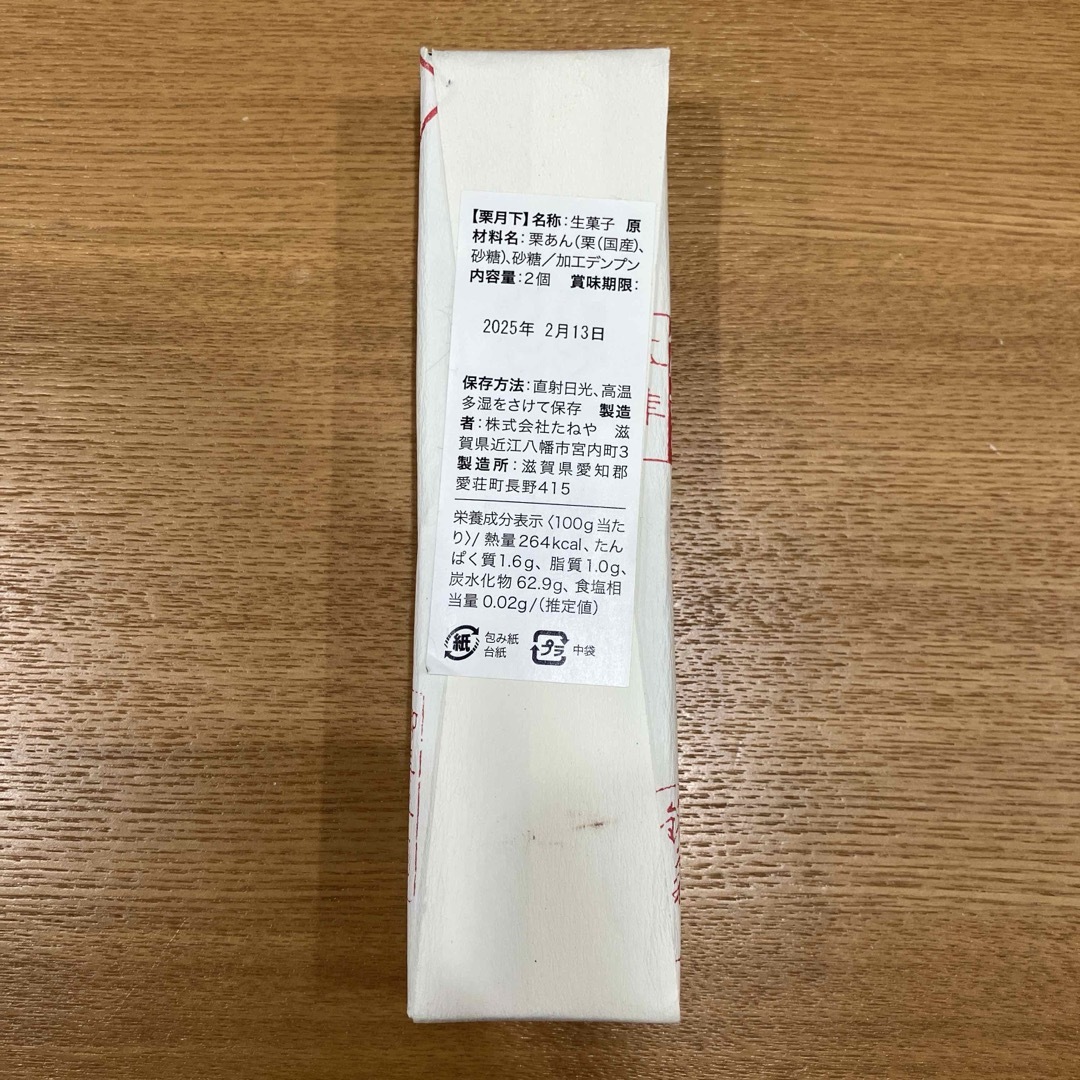 【栗月下】名称：生菓子　原
材料名：栗あん（栗（国産）、
砂糖）、砂糖／加工デンプン
内容量：2個　賞味期限：
2025年 2月13日
保存方法：直射日光、高温
多湿をさけて保存　製造
者：株式会社たねや　滋
賀県近江八幡市宮内町3
製造所：滋賀県愛知郡
愛荘町長野415
栄養成分表示〈100g当た
り〉/ 熱量264kcal、たん
ぱく質1.6g、脂質1.0g、
炭水化物 62.9g、食塩相
当量 0.02g/（推定値）
紙
包み紙
台紙
プラ
中袋